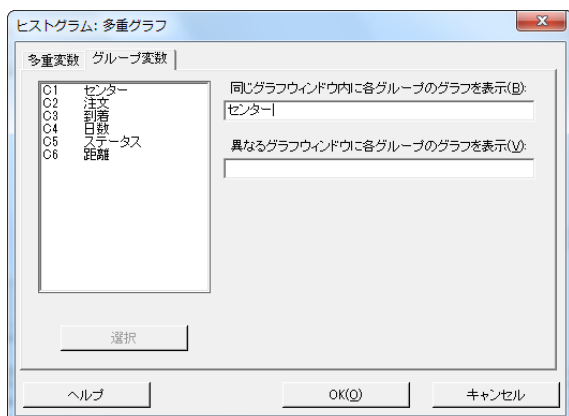 ヒストグラム: 多重グラフ
多重変数 グループ変数
C1 センター
C2 注文
C3 到着
C4 日数
C5 ステータス
C6 距離
同じグラフウィンドウ内に各グループのグラフを表示(B):
センター
異なるグラフウィンドウに各グループのグラフを表示(V):
選択
ヘルプ OK(O) キャンセル